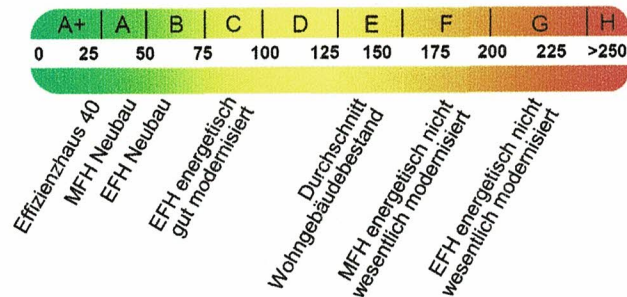 A+ A B C D E F G H
0 25 50 75 100 125 150 175 200 225 >250
Effizienzhaus 40
MFH Neubau
EFH Neubau
EFH energetisch
gut modernisiert
Durchschnitt
Wohngebäudebestand
MFH energetisch nicht
wesentlich modernisiert
EFH energetisch nicht
wesentlich modernisiert